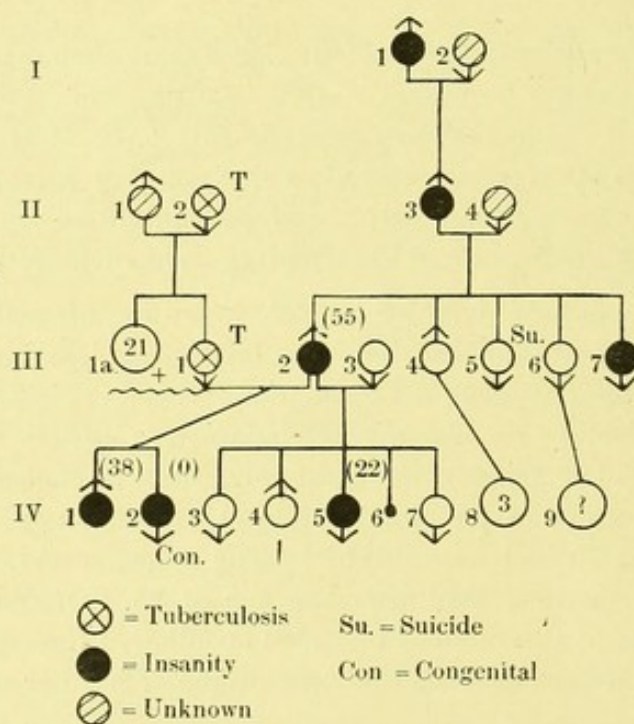 I 1 2
II 1 2 T 3 4
(55)
III 1a 21 + 1 T 2 3 4 5 Su. 6 7
(38) (0) (22)
IV 1 2 3 4 5 6 7 8 3 9 ?
Con.
= Tuberculosis Su. = Suicide
= Insanity Con = Congenital
= Unknown